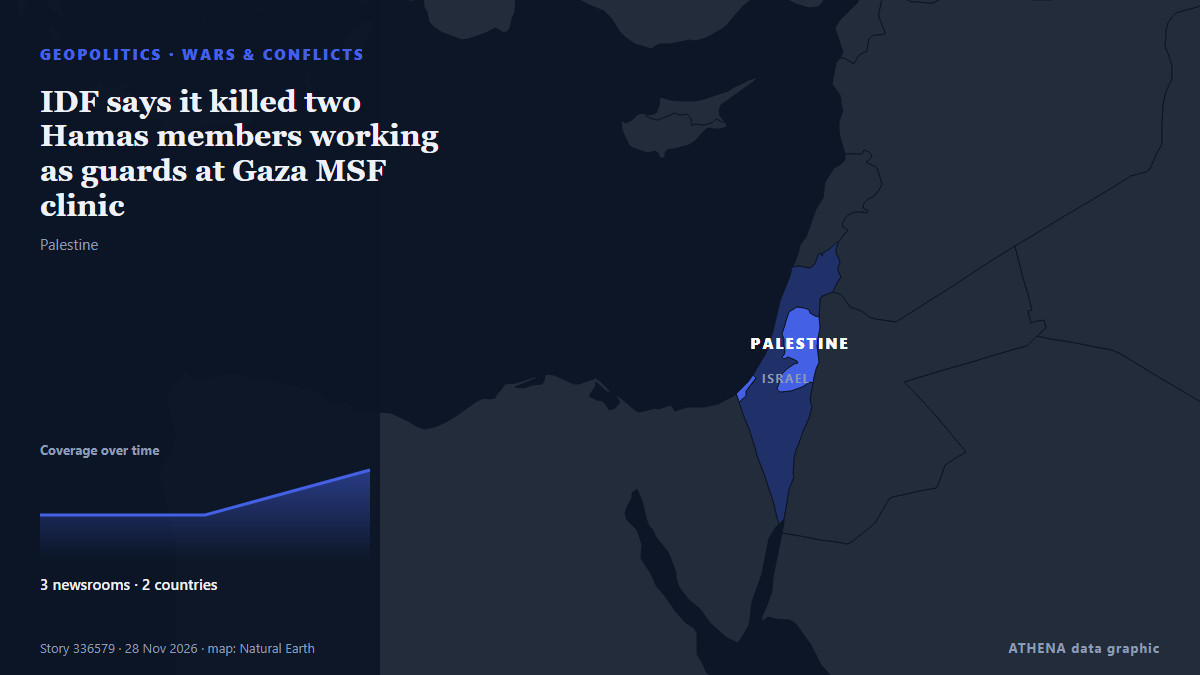 GEOPOLITICS · WARS & CONFLICTS
IDF says it killed two
Hamas members working
as guards at Gaza MSF
clinic
Palestine
PALESTINE
ISRAEL
Coverage over time
3 newsrooms · 2 countries
Story 336579 · 28 Nov 2026 · map: Natural Earth
ATHENA data graphic